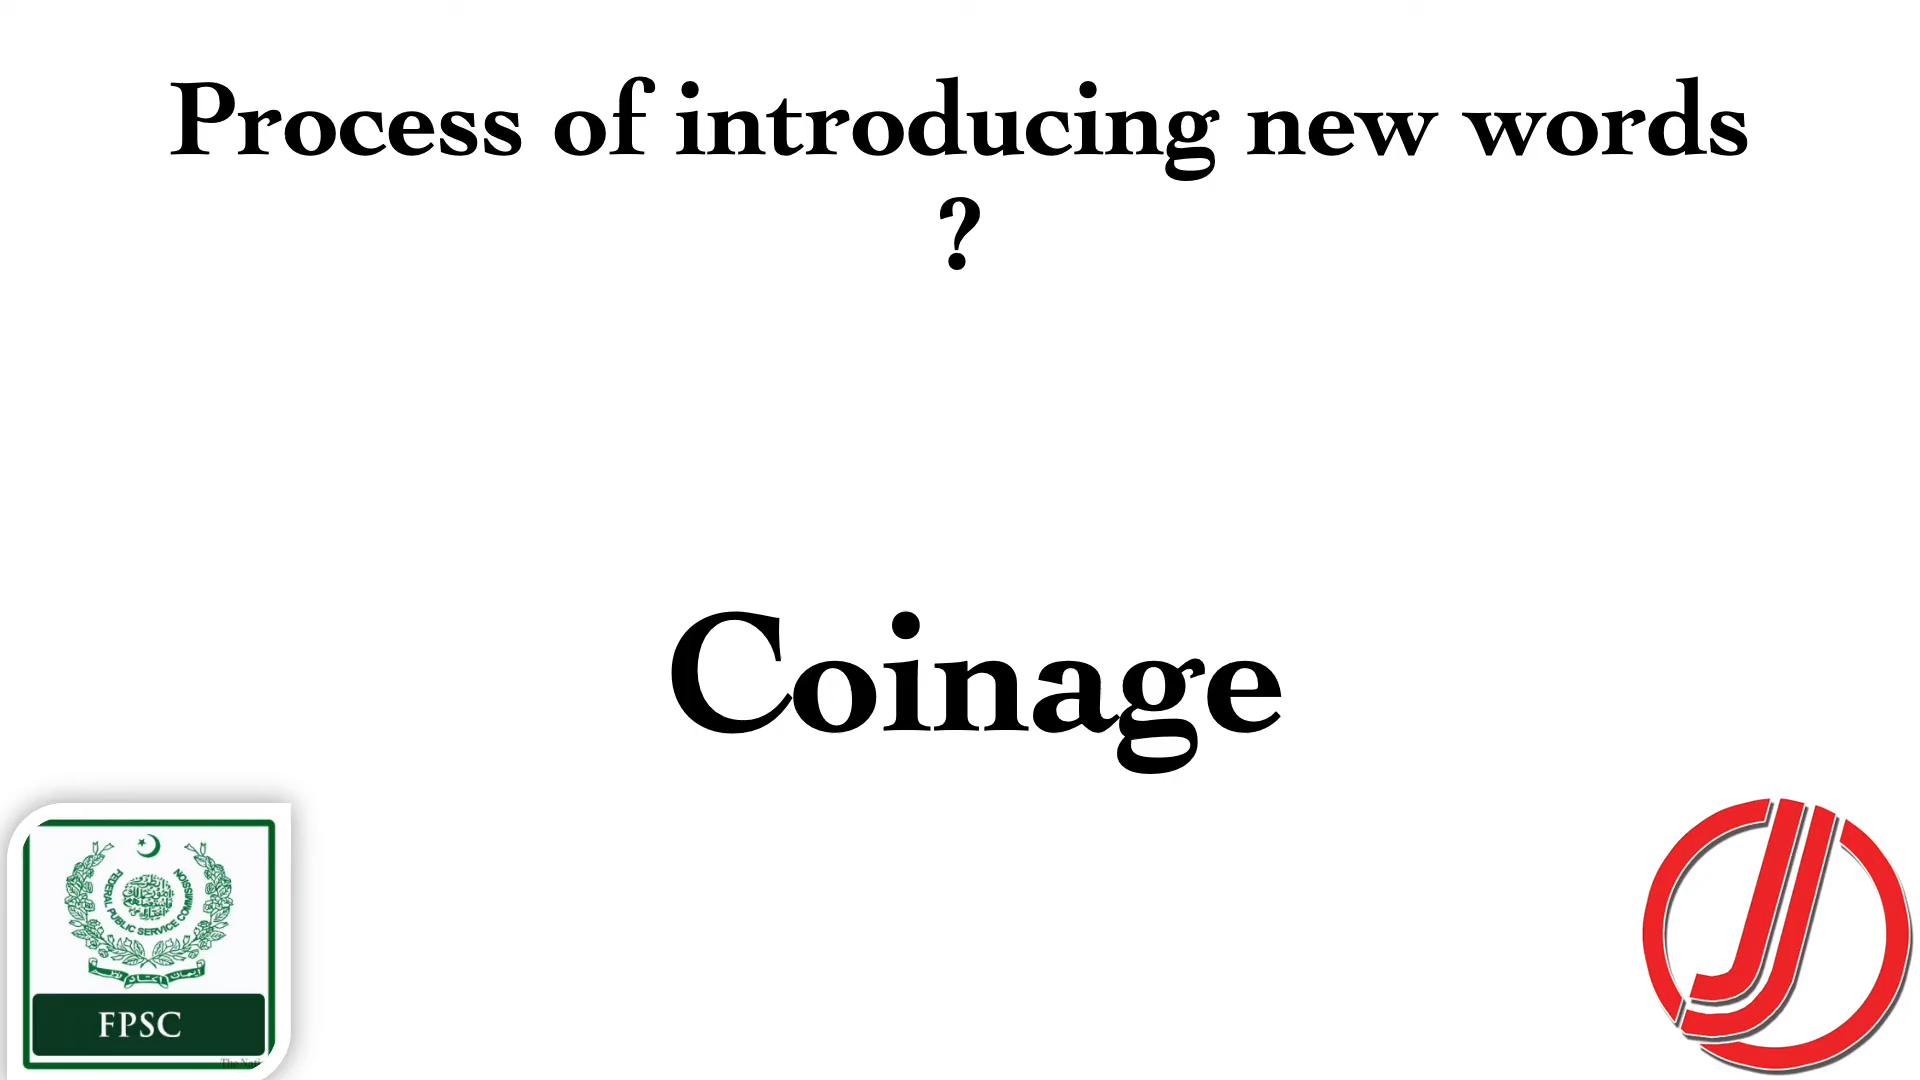 Process of introducing new words
?
Coinage
FEDERAL PUBLIC SERVICE COMMISSION
FPSC